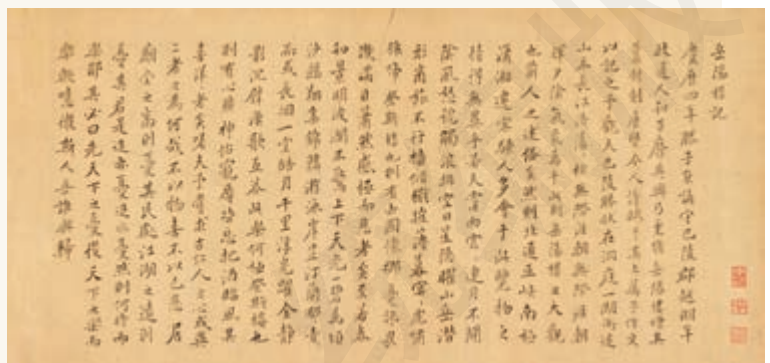 岳陽樓記
慶曆四年滕子京謫守巴陵郡越明年
政通人和百廢具興乃重修岳陽樓增其
舊制刻唐賢今人詩賦于其上屬予作文
以記之予觀夫巴陵勝狀在洞庭一湖銜遠
山吞長江浩浩湯湯橫無際涯朝
暉夕陰氣象萬千此則岳陽樓之大觀
也前人之述備矣然則北通巫峽南極
瀟湘遷客騷人多會于此覽物之
情得無異乎若夫霪雨霏霏連月不開
陰風怒號濁浪排空日星隱曜山岳潛
形商旅不行檣傾楫摧薄暮冥冥虎嘯
猿啼登斯樓也則有去國懷鄉憂讒畏
譏滿目蕭然感極而悲者矣至若春
和景明波瀾不驚上下天光一碧萬頃
沙鷗翔集錦鱗游泳岸芷汀蘭郁郁青青
而或長烟一空皓月千里浮光躍金靜
影沉璧漁歌互答此樂何極登斯樓也
則有心曠神怡寵辱皆忘把酒臨風其
喜洋洋者矣嗟夫予嘗求古仁人之心或異
二者之為何哉不以物喜不以己悲居
廟堂之高則憂其民處江湖之遠則
憂其君是進亦憂退亦憂然則何時而
樂耶其必曰先天下之憂後天下之樂而
樂歟噫微斯人吾誰與歸